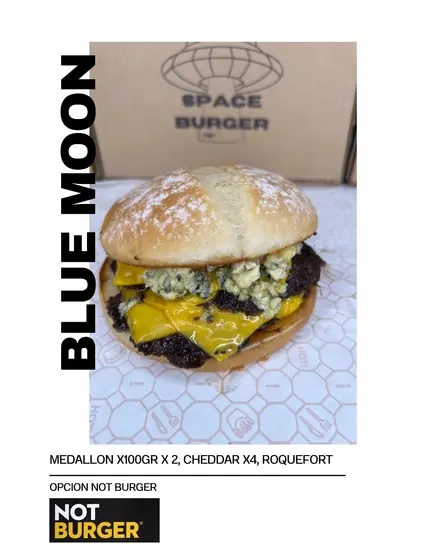 BLUE MOON
SPACE
BURGER
MEDALLON X100GR X 2, CHEDDAR X4, ROQUEFORT
OPCION NOT BURGER
NOT
BURGER